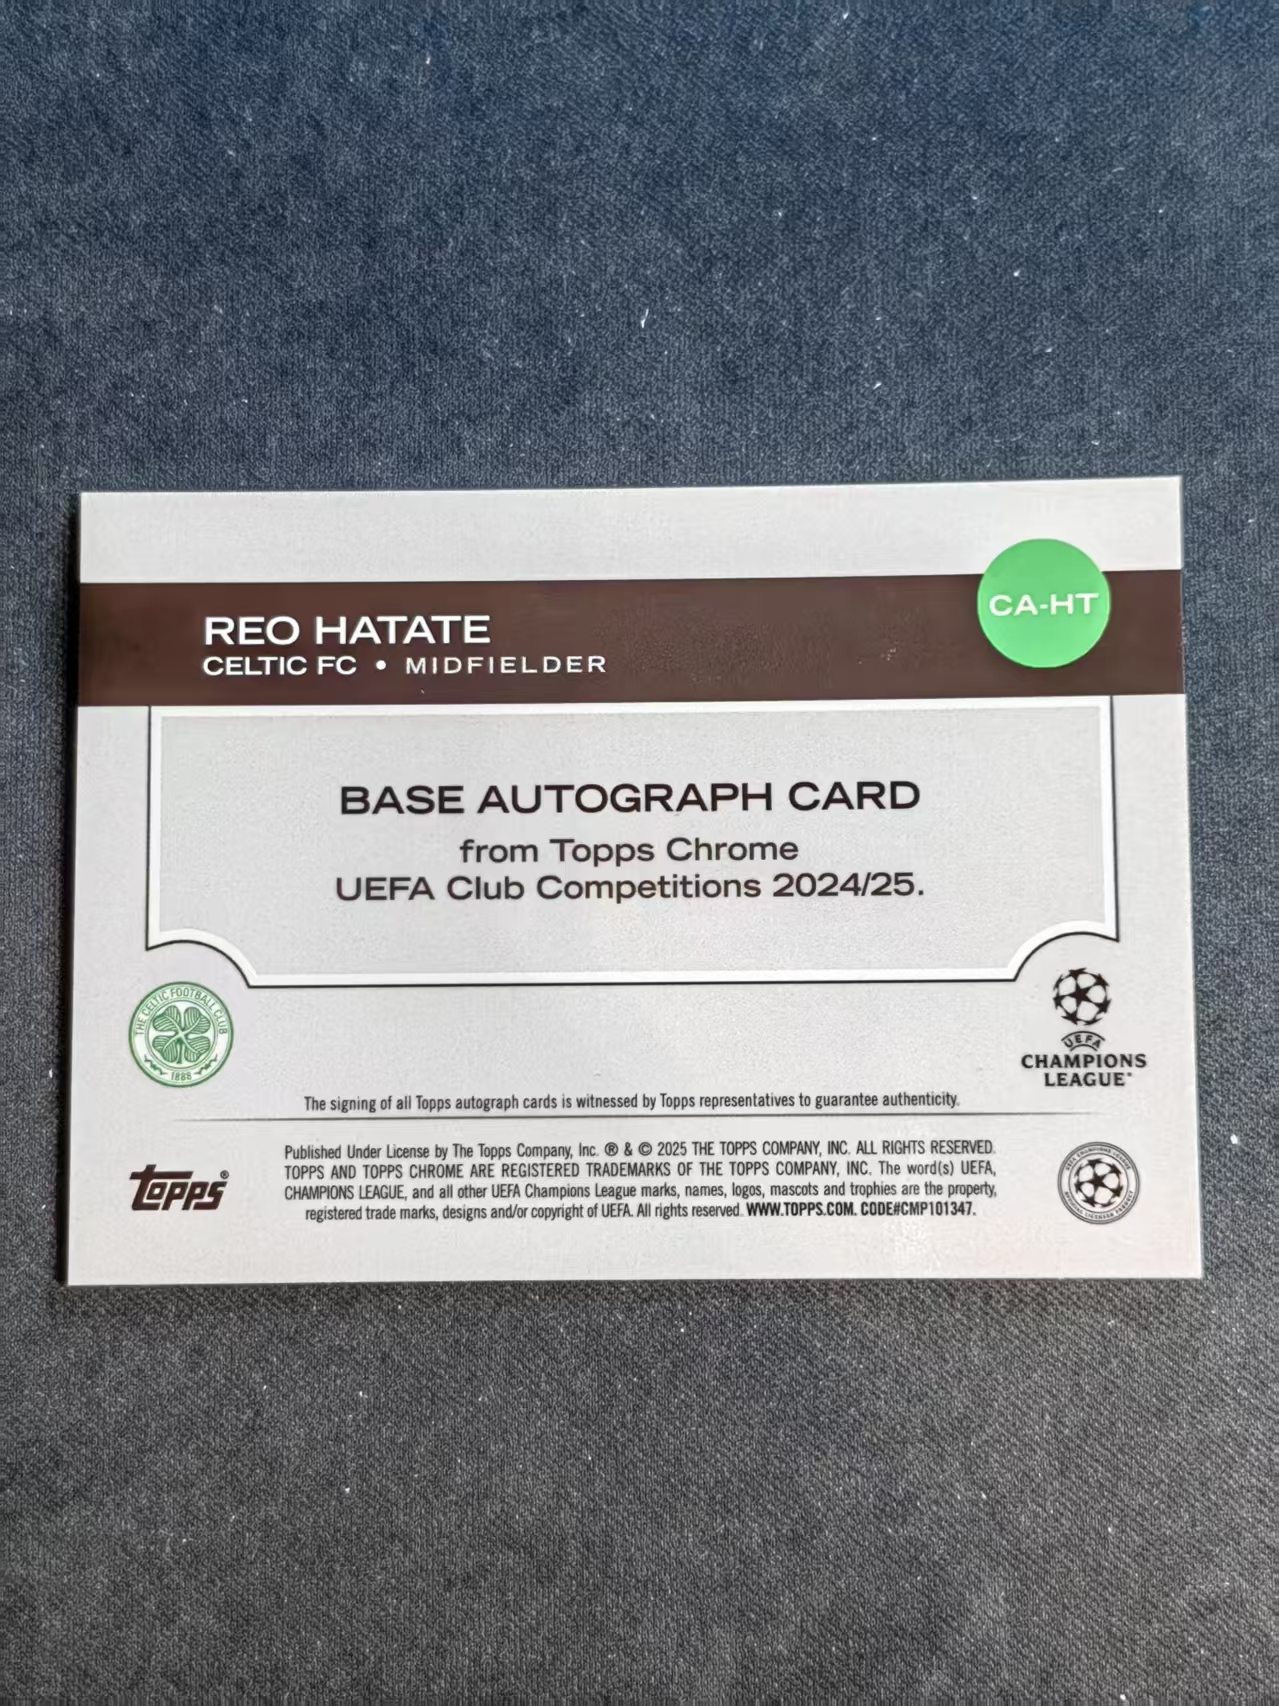 REO HATATE
CELTIC FC • MIDFIELDER
CA-HT
BASE AUTOGRAPH CARD
from Topps Chrome
UEFA Club Competitions 2024/25.
THE CELTIC FOOTBALL CLUB
1888
UEFA
CHAMPIONS
LEAGUE
The signing of all Topps autograph cards is witnessed by Topps representatives to guarantee authenticity.
Topps®
Published Under License by The Topps Company, Inc. ® & © 2025 THE TOPPS COMPANY, INC. ALL RIGHTS RESERVED.
TOPPS AND TOPPS CHROME ARE REGISTERED TRADEMARKS OF THE TOPPS COMPANY, INC. The word(s) UEFA,
CHAMPIONS LEAGUE, and all other UEFA Champions League marks, names, logos, mascots and trophies are the property,
registered trade marks, designs and/or copyright of UEFA. All rights reserved. WWW.TOPPS.COM. CODE#CMP101347.